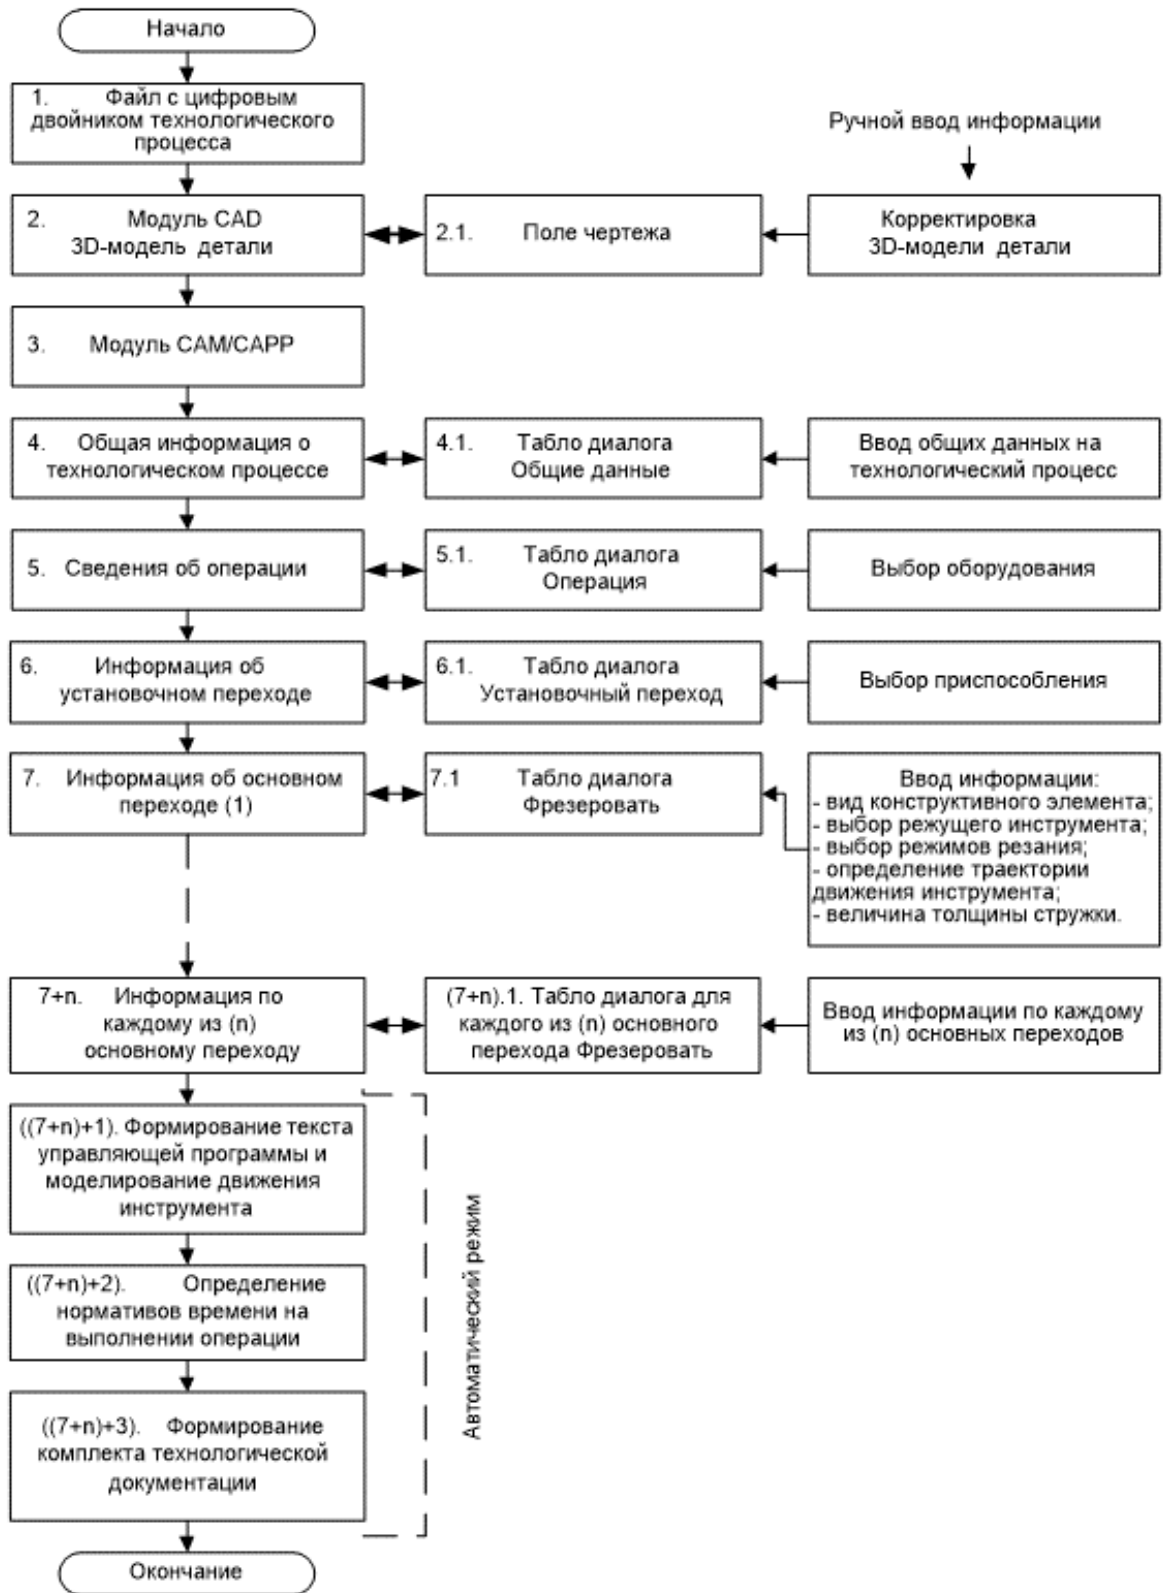 Начало
1. Файл с цифровым
двойником технологического
процесса
Ручной ввод информации
2. Модуль CAD
3D-модель детали
2.1. Поле чертежа
Корректировка
3D-модели детали
3. Модуль CAM/CAPP
4. Общая информация о
технологическом процессе
4.1. Табло диалога
Общие данные
Ввод общих данных на
технологический процесс
5. Сведения об операции
5.1. Табло диалога
Операция
Выбор оборудования
6. Информация об
установочном переходе
6.1. Табло диалога
Установочный переход
Выбор приспособления
7. Информация об основном
переходе (1)
7.1 Табло диалога
Фрезеровать
Ввод информации:
- вид конструктивного элемента;
- выбор режущего инструмента;
- выбор режимов резания;
- определение траектории
движения инструмента;
- величина толщины стружки.
7+n. Информация по
каждому из (n)
основному переходу
(7+n).1. Табло диалога для
каждого из (n) основного
перехода Фрезеровать
Ввод информации по каждому
из (n) основных переходов
((7+n)+1). Формирование текста
управляющей программы и
моделирование движения
инструмента
((7+n)+2). Определение
нормативов времени на
выполнении операции
((7+n)+3). Формирование
комплекта технологической
документации
Автоматический режим
Окончание